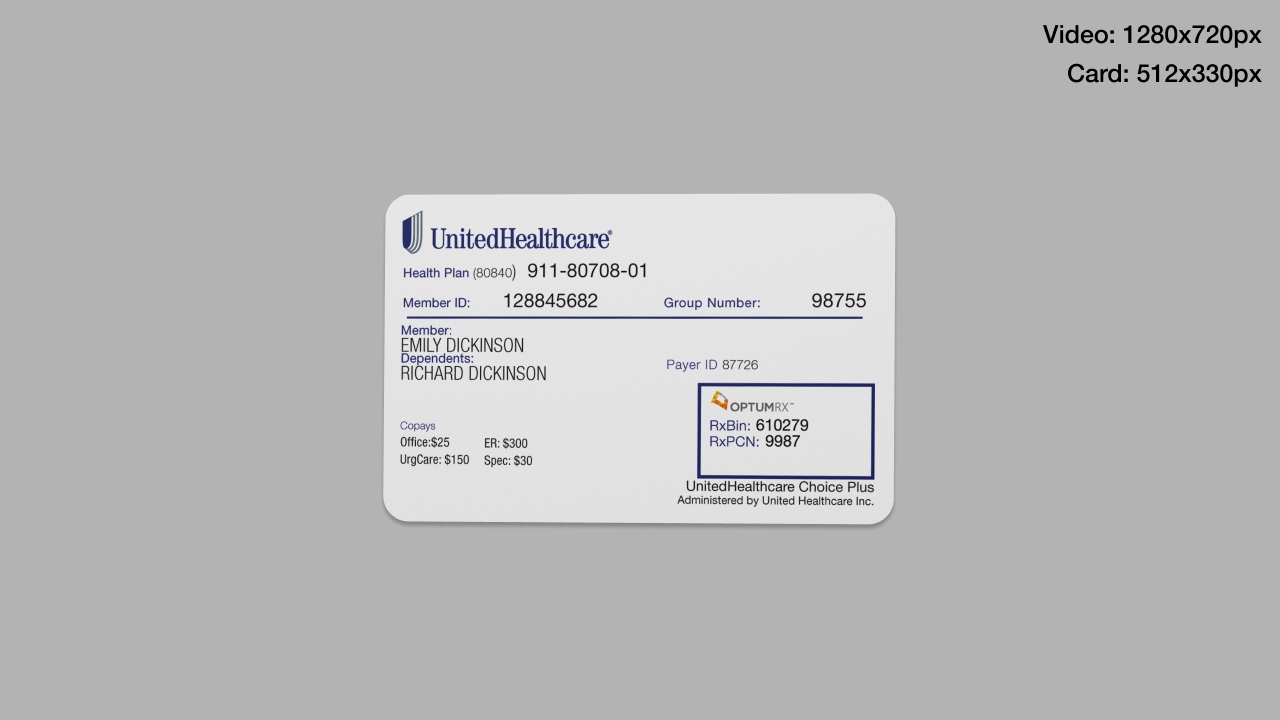 Video: 1280x720px
Card: 512x330px
UnitedHealthcare®
Health Plan (80840) 911-80708-01
Member ID: 128845682 Group Number: 98755
Member:
EMILY DICKINSON
Dependents:
RICHARD DICKINSON
Payer ID 87726
OPTUMRX™
RxBin: 610279
RxPCN: 9987
Copays
Office:$25 ER: $300
UrgCare: $150 Spec: $30
UnitedHealthcare Choice Plus
Administered by United Healthcare Inc.